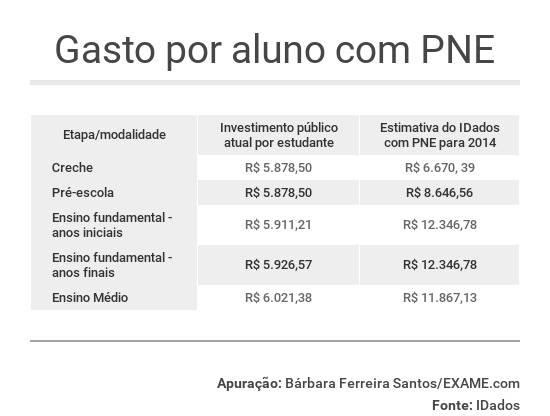 Gasto por aluno com PNE
Etapa/modalidade
Investimento público
atual por estudante
Estimativa do IDados
com PNE para 2014
Creche
R$ 5.878,50
R$ 6.670, 39
Pré-escola
R$ 5.878,50
R$ 8.646,56
Ensino fundamental -
anos iniciais
R$ 5.911,21
R$ 12.346,78
Ensino fundamental -
anos finais
R$ 5.926,57
R$ 12.346,78
Ensino Médio
R$ 6.021,38
R$ 11.867,13
Apuração: Bárbara Ferreira Santos/EXAME.com
Fonte: IDados